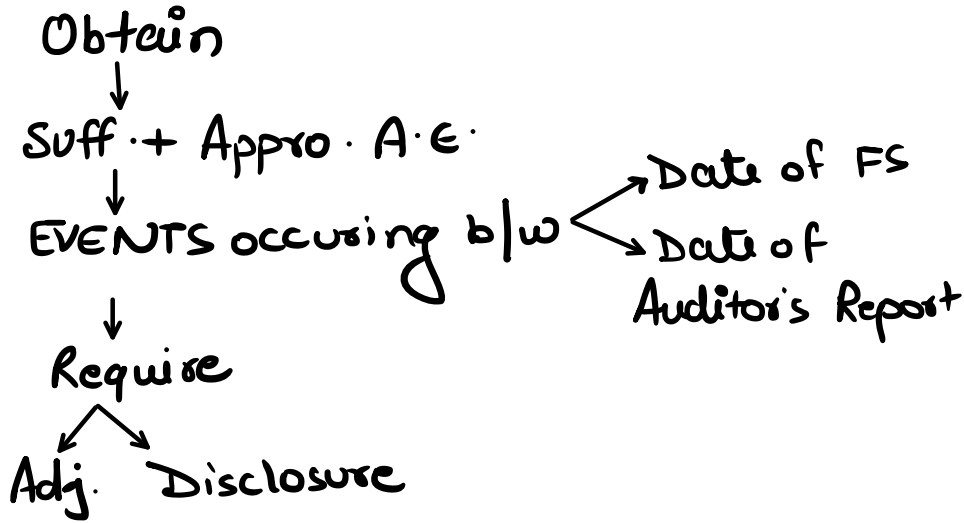 Obtain
Suff. + Appro. A.E.
EVENTS occuring b/w
Date of FS
Date of
Auditor's Report
Require
Adj. Disclosure